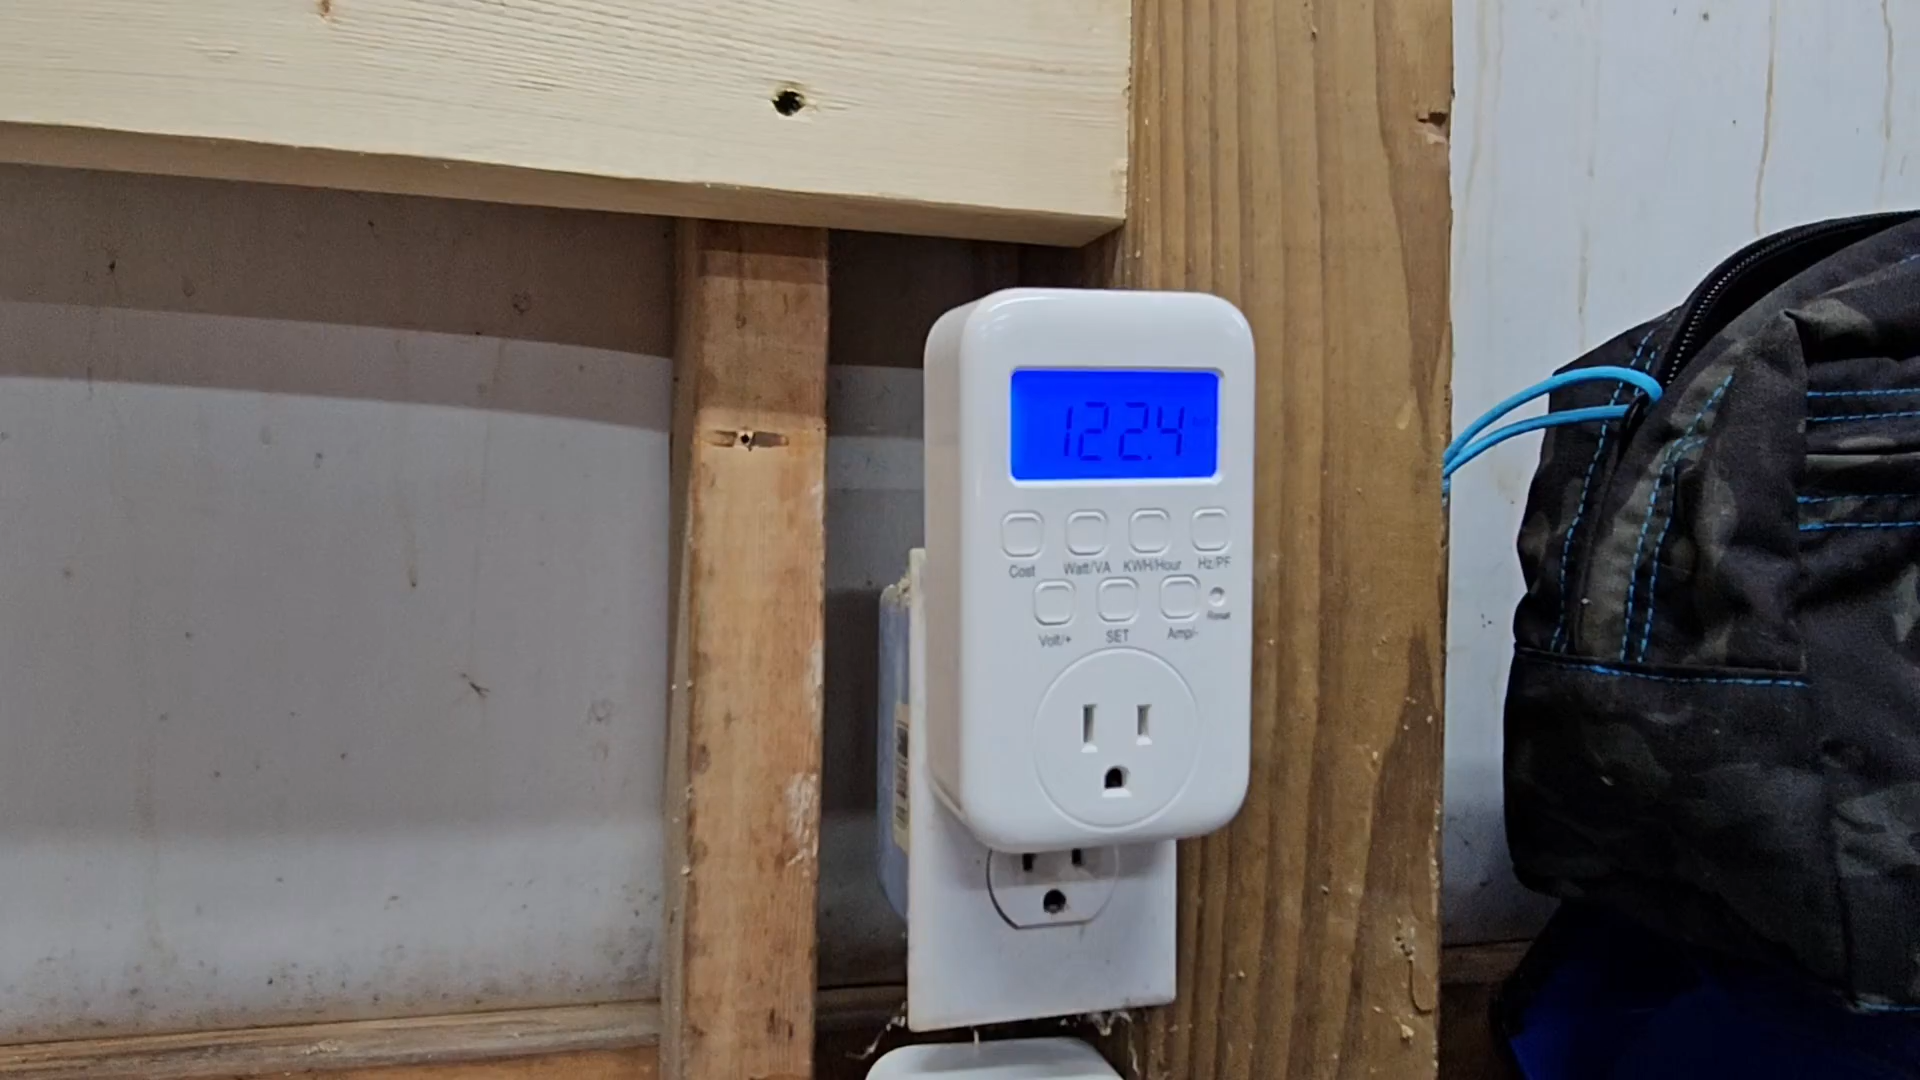 122.4
Cost Watt/VA KWH/Hour Hz/PF
Volt/+ SET Amp/- Reset